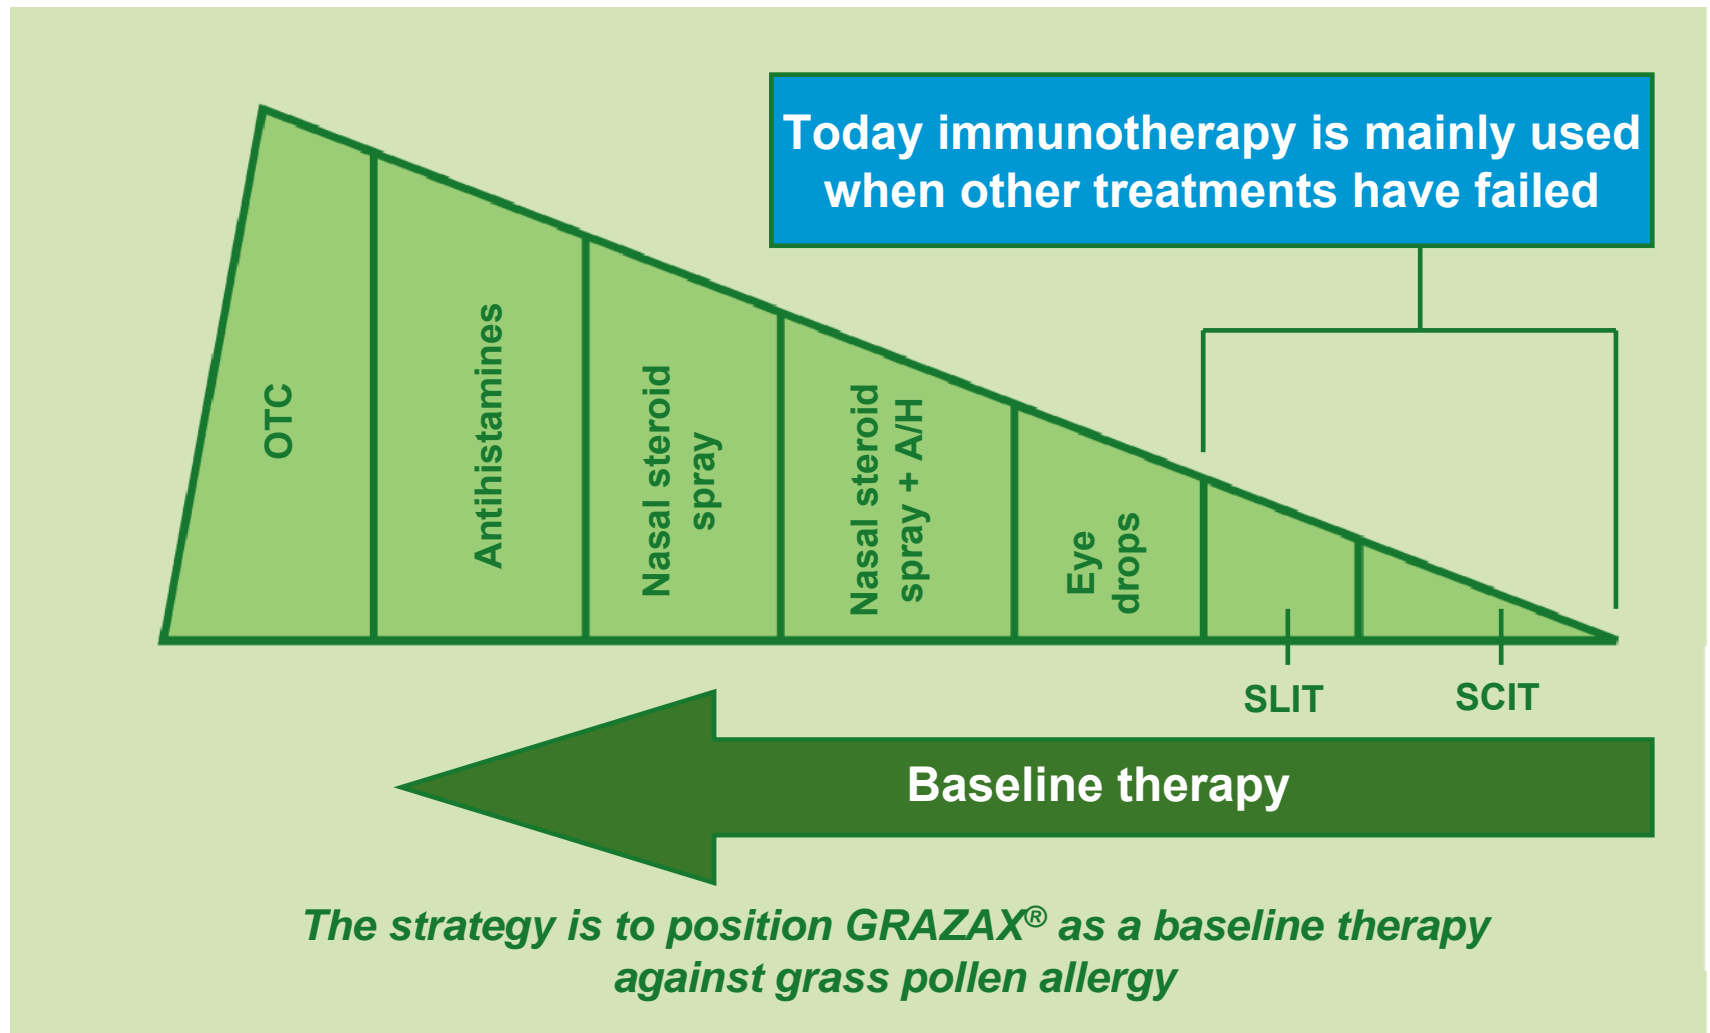 Today immunotherapy is mainly used
when other treatments have failed
OTC
Antihistamines
Nasal steroid
spray
Nasal steroid
spray + A/H
Eye
drops
SLIT
SCIT
Baseline therapy
The strategy is to position GRAZAX® as a baseline therapy
against grass pollen allergy